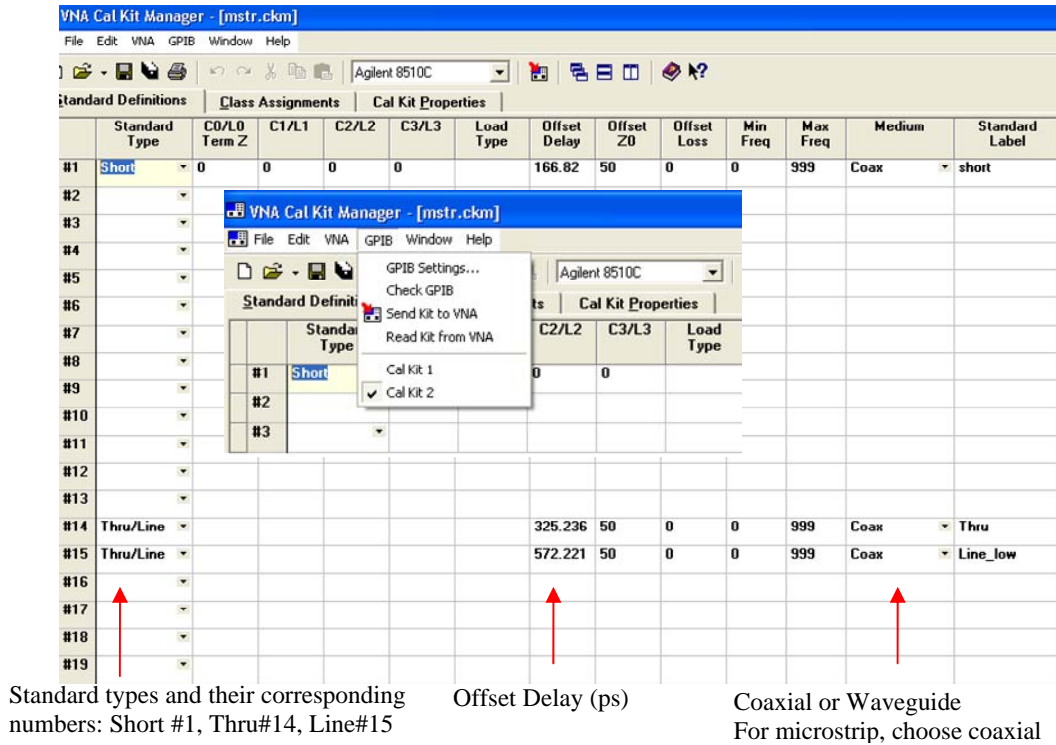 VNA Cal Kit Manager - [mstr.ckm]
File Edit VNA GPIB Window Help
Agilent 8510C
Standard Definitions Class Assignments Cal Kit Properties
Standard Type C0/L0 Term Z C1/L1 C2/L2 C3/L3 Load Type Offset Delay Offset Z0 Offset Loss Min Freq Max Freq Medium Standard Label
#1 Short 0 0 0 0 166.82 50 0 0 999 Coax short
#2
#3
#4
#5
#6
#7
#8
#9
#10
#11
#12
#13
#14 Thru/Line 325.236 50 0 0 999 Coax Thru
#15 Thru/Line 572.221 50 0 0 999 Coax Line_low
#16
#17
#18
#19
VNA Cal Kit Manager - [mstr.ckm]
File Edit VNA GPIB Window Help
Agilent 8510C
GPIB Settings...
Check GPIB
Send Kit to VNA
Read Kit from VNA
Cal Kit 1
Cal Kit 2
Standard Definiti ts Cal Kit Properties
Standar Type C2/L2 C3/L3 Load Type
#1 Short 0 0
#2
#3
Standard types and their corresponding
numbers: Short #1, Thru#14, Line#15
Offset Delay (ps)
Coaxial or Waveguide
For microstrip, choose coaxial